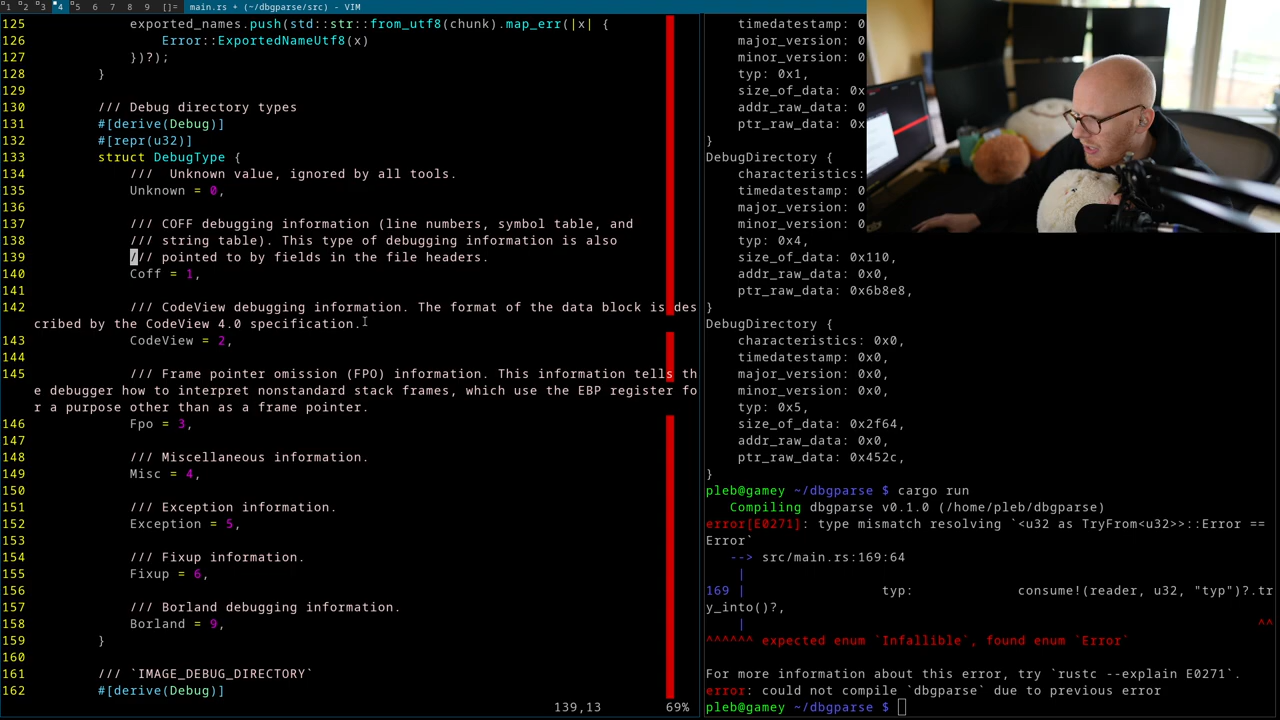 1 2 3 4 5 6 7 8 9 []= main.rs * (~/dbgparse/src) - VIM
125 exported_names.push(std::str::from_utf8(chunk).map_err(|x| {
126 Error::ExportedNameUtf8(x)
127 })?);
128 }
129
130 /// Debug directory types
131 #[derive(Debug)]
132 #[repr(u32)]
133 struct DebugType {
134 ///  Unknown value, ignored by all tools.
135 Unknown = 0,
136
137 /// COFF debugging information (line numbers, symbol table, and
138 /// string table). This type of debugging information is also
139 /// pointed to by fields in the file headers.
140 Coff = 1,
141
142 /// CodeView debugging information. The format of the data block is des
cribed by the CodeView 4.0 specification.
143 CodeView = 2,
144
145 /// Frame pointer omission (FPO) information. This information tells th
e debugger how to interpret nonstandard stack frames, which use the EBP register fo
r a purpose other than as a frame pointer.
146 Fpo = 3,
147
148 /// Miscellaneous information.
149 Misc = 4,
150
151 /// Exception information.
152 Exception = 5,
153
154 /// Fixup information.
155 Fixup = 6,
156
157 /// Borland debugging information.
158 Borland = 9,
159 }
160
161 /// `IMAGE_DEBUG_DIRECTORY`
162 #[derive(Debug)]
139,13 69%
timedatestamp: 0
major_version: 0
minor_version: 0
typ: 0x1,
size_of_data: 0x
addr_raw_data: 0
ptr_raw_data: 0x
}
DebugDirectory {
characteristics:
timedatestamp: 0
major_version: 0
minor_version: 0
typ: 0x4,
size_of_data: 0x110,
addr_raw_data: 0x0,
ptr_raw_data: 0x6b8e8,
}
DebugDirectory {
characteristics: 0x0,
timedatestamp: 0x0,
major_version: 0x0,
minor_version: 0x0,
typ: 0x5,
size_of_data: 0x2f64,
addr_raw_data: 0x0,
ptr_raw_data: 0x452c,
}
pleb@gamey ~/dbgparse $ cargo run
Compiling dbgparse v0.1.0 (/home/pleb/dbgparse)
error[E0271]: type mismatch resolving `<u32 as TryFrom<u32>>::Error ==
Error`
--> src/main.rs:169:64
|
169 | typ: consume!(reader, u32, "typ")?.tr
y_into()?,
| ^^
^^^^^^ expected enum `Infallible`, found enum `Error`
For more information about this error, try `rustc --explain E0271`.
error: could not compile `dbgparse` due to previous error
pleb@gamey ~/dbgparse $